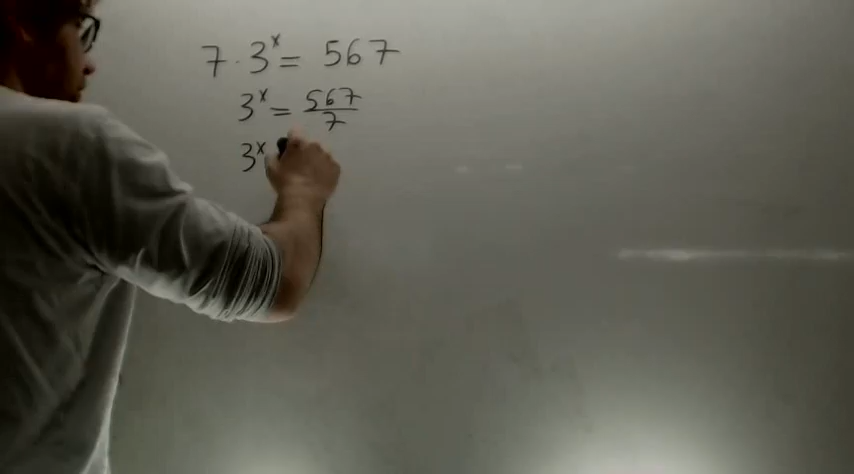 7 · 3ˣ = 567
3ˣ = 567/7
3ˣ